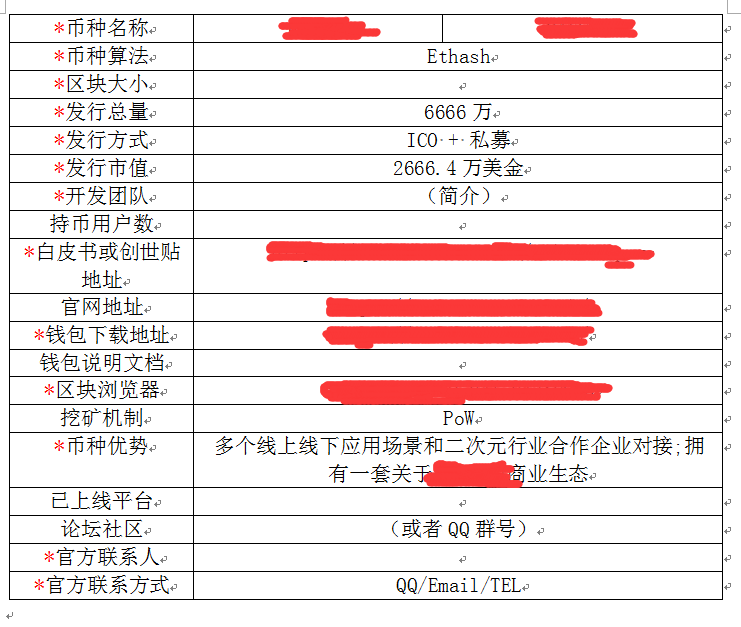 *币种名称
*币种算法 Ethash
*区块大小
*发行总量 6666 万
*发行方式 ICO + 私募
*发行市值 2666.4 万美金
*开发团队 （简介）
持币用户数
*白皮书或创世贴
地址
官网地址
*钱包下载地址
钱包说明文档
*区块浏览器
挖矿机制 PoW
*币种优势 多个线上线下应用场景和二次元行业合作企业对接;拥
有一套关于 商业生态
已上线平台
论坛社区 （或者 QQ 群号）
*官方联系人
*官方联系方式 QQ/Email/TEL